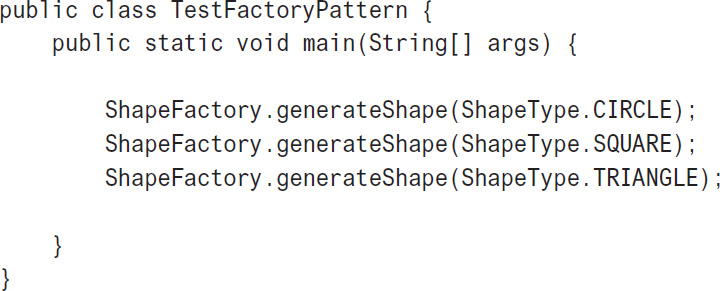 public class TestFactoryPattern {
    public static void main(String[] args) {
        ShapeFactory.generateShape(ShapeType.CIRCLE);
        ShapeFactory.generateShape(ShapeType.SQUARE);
        ShapeFactory.generateShape(ShapeType.TRIANGLE);
    }
}